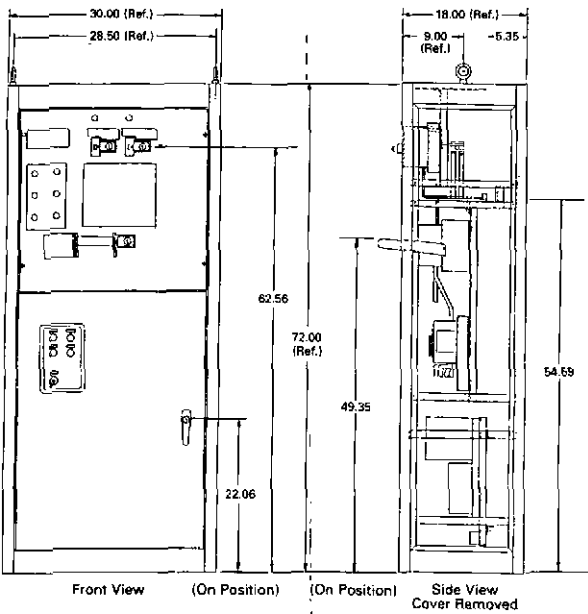 30.00 (Ref.)
28.50 (Ref.)
18.00 (Ref.)
9.00
(Ref.)
5.35
62.56
72.00
(Ref.)
49.35
54.69
22.06
Front View
(On Position)
(On Position)
Side View
Cover Removed